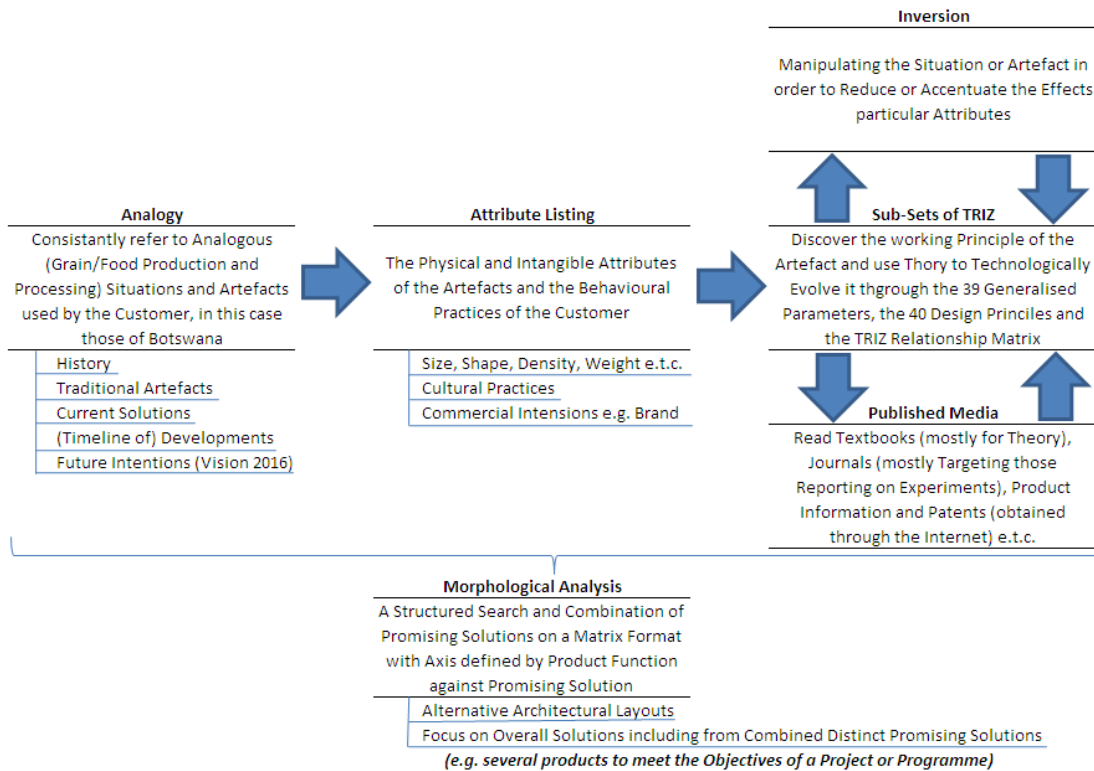 Inversion
Manipulating the Situation or Artefact in
order to Reduce or Accentuate the Effects
particular Attributes
Analogy
Consistantly refer to Analogous
(Grain/Food Production and
Processing) Situations and Artefacts
used by the Customer, in this case
those of Botswana
History
Traditional Artefacts
Current Solutions
(Timeline of) Developments
Future Intentions (Vision 2016)
Attribute Listing
The Physical and Intangible Attributes
of the Artefacts and the Behavioural
Practices of the Customer
Size, Shape, Density, Weight e.t.c.
Cultural Practices
Commercial Intensions e.g. Brand
Sub-Sets of TRIZ
Discover the working Principle of the
Artefact and use Thory to Technologically
Evolve it thgrough the 39 Generalised
Parameters, the 40 Design Princiles and
the TRIZ Relationship Matrix
Published Media
Read Textbooks (mostly for Theory),
Journals (mostly Targeting those
Reporting on Experiments), Product
Information and Patents (obtained
through the Internet) e.t.c.
Morphological Analysis
A Structured Search and Combination of
Promising Solutions on a Matrix Format
with Axis defined by Product Function
against Promising Solution
Alternative Architectural Layouts
Focus on Overall Solutions including from Combined Distinct Promising Solutions
(e.g. several products to meet the Objectives of a Project or Programme)